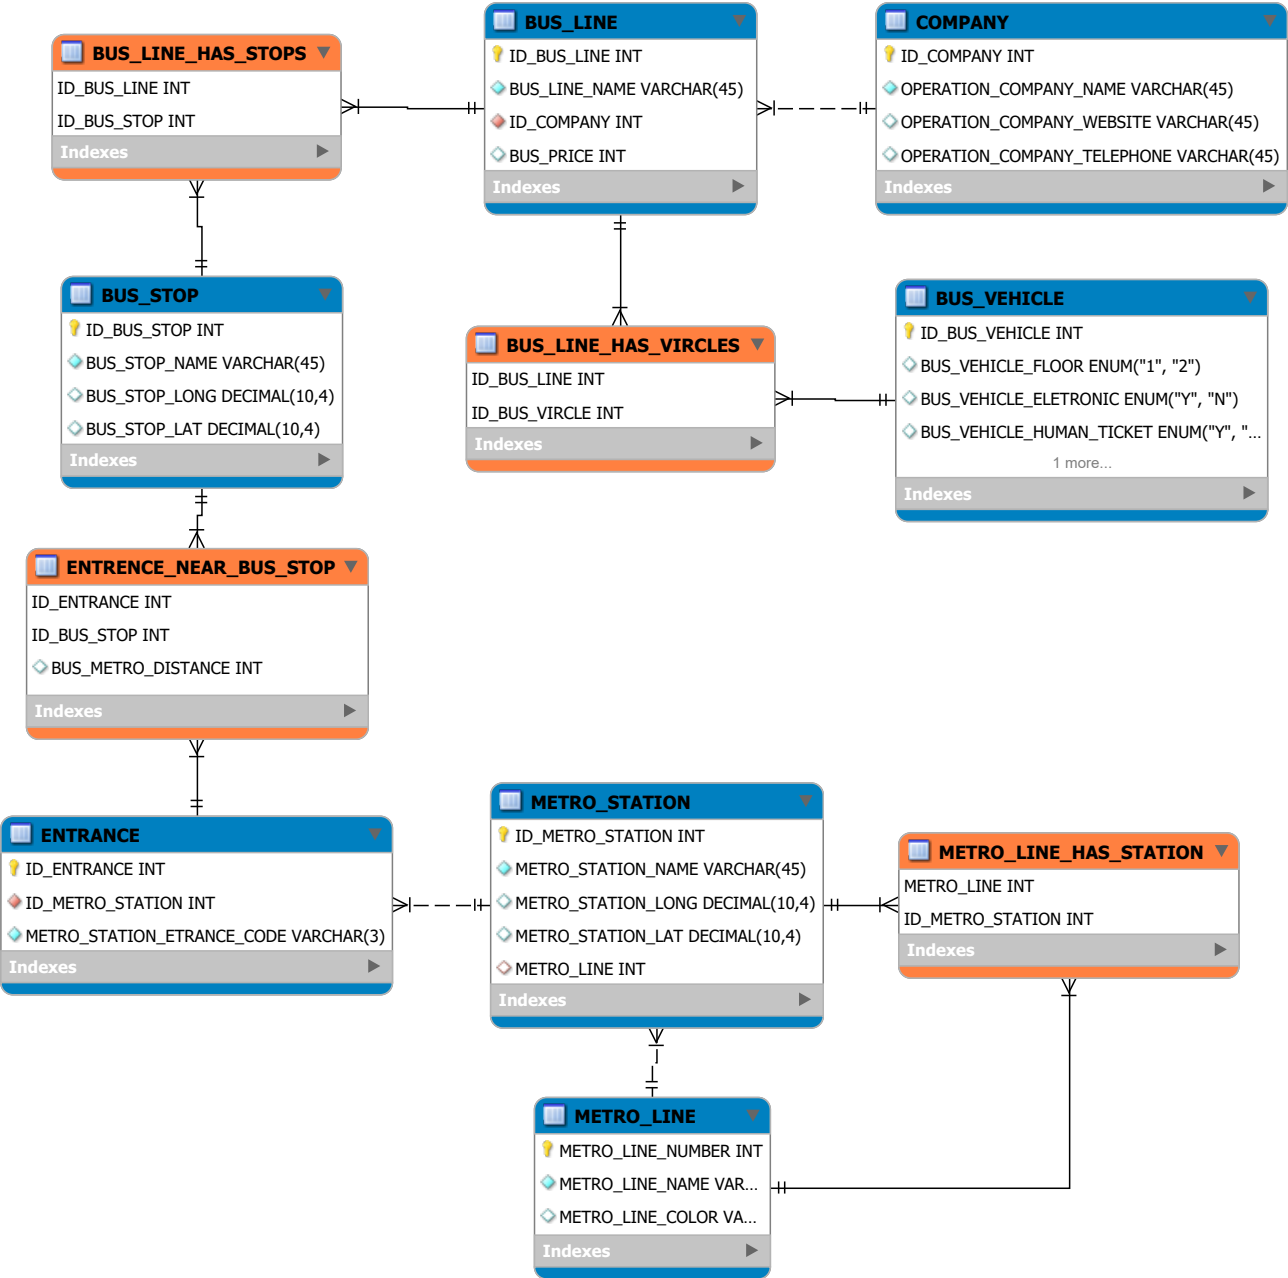 BUS_LINE_HAS_STOPS
ID_BUS_LINE INT
ID_BUS_STOP INT
Indexes
BUS_LINE
ID_BUS_LINE INT
BUS_LINE_NAME VARCHAR(45)
ID_COMPANY INT
BUS_PRICE INT
Indexes
COMPANY
ID_COMPANY INT
OPERATION_COMPANY_NAME VARCHAR(45)
OPERATION_COMPANY_WEBSITE VARCHAR(45)
OPERATION_COMPANY_TELEPHONE VARCHAR(45)
Indexes
BUS_STOP
ID_BUS_STOP INT
BUS_STOP_NAME VARCHAR(45)
BUS_STOP_LONG DECIMAL(10,4)
BUS_STOP_LAT DECIMAL(10,4)
Indexes
BUS_LINE_HAS_VIRCLES
ID_BUS_LINE INT
ID_BUS_VIRCLE INT
Indexes
BUS_VEHICLE
ID_BUS_VEHICLE INT
BUS_VEHICLE_FLOOR ENUM("1", "2")
BUS_VEHICLE_ELETRONIC ENUM("Y", "N")
BUS_VEHICLE_HUMAN_TICKET ENUM("Y", "...
1 more...
Indexes
ENTRENCE_NEAR_BUS_STOP
ID_ENTRANCE INT
ID_BUS_STOP INT
BUS_METRO_DISTANCE INT
Indexes
ENTRANCE
ID_ENTRANCE INT
ID_METRO_STATION INT
METRO_STATION_ETRANCE_CODE VARCHAR(3)
Indexes
METRO_STATION
ID_METRO_STATION INT
METRO_STATION_NAME VARCHAR(45)
METRO_STATION_LONG DECIMAL(10,4)
METRO_STATION_LAT DECIMAL(10,4)
METRO_LINE INT
Indexes
METRO_LINE_HAS_STATION
METRO_LINE INT
ID_METRO_STATION INT
Indexes
METRO_LINE
METRO_LINE_NUMBER INT
METRO_LINE_NAME VAR...
METRO_LINE_COLOR VA...
Indexes